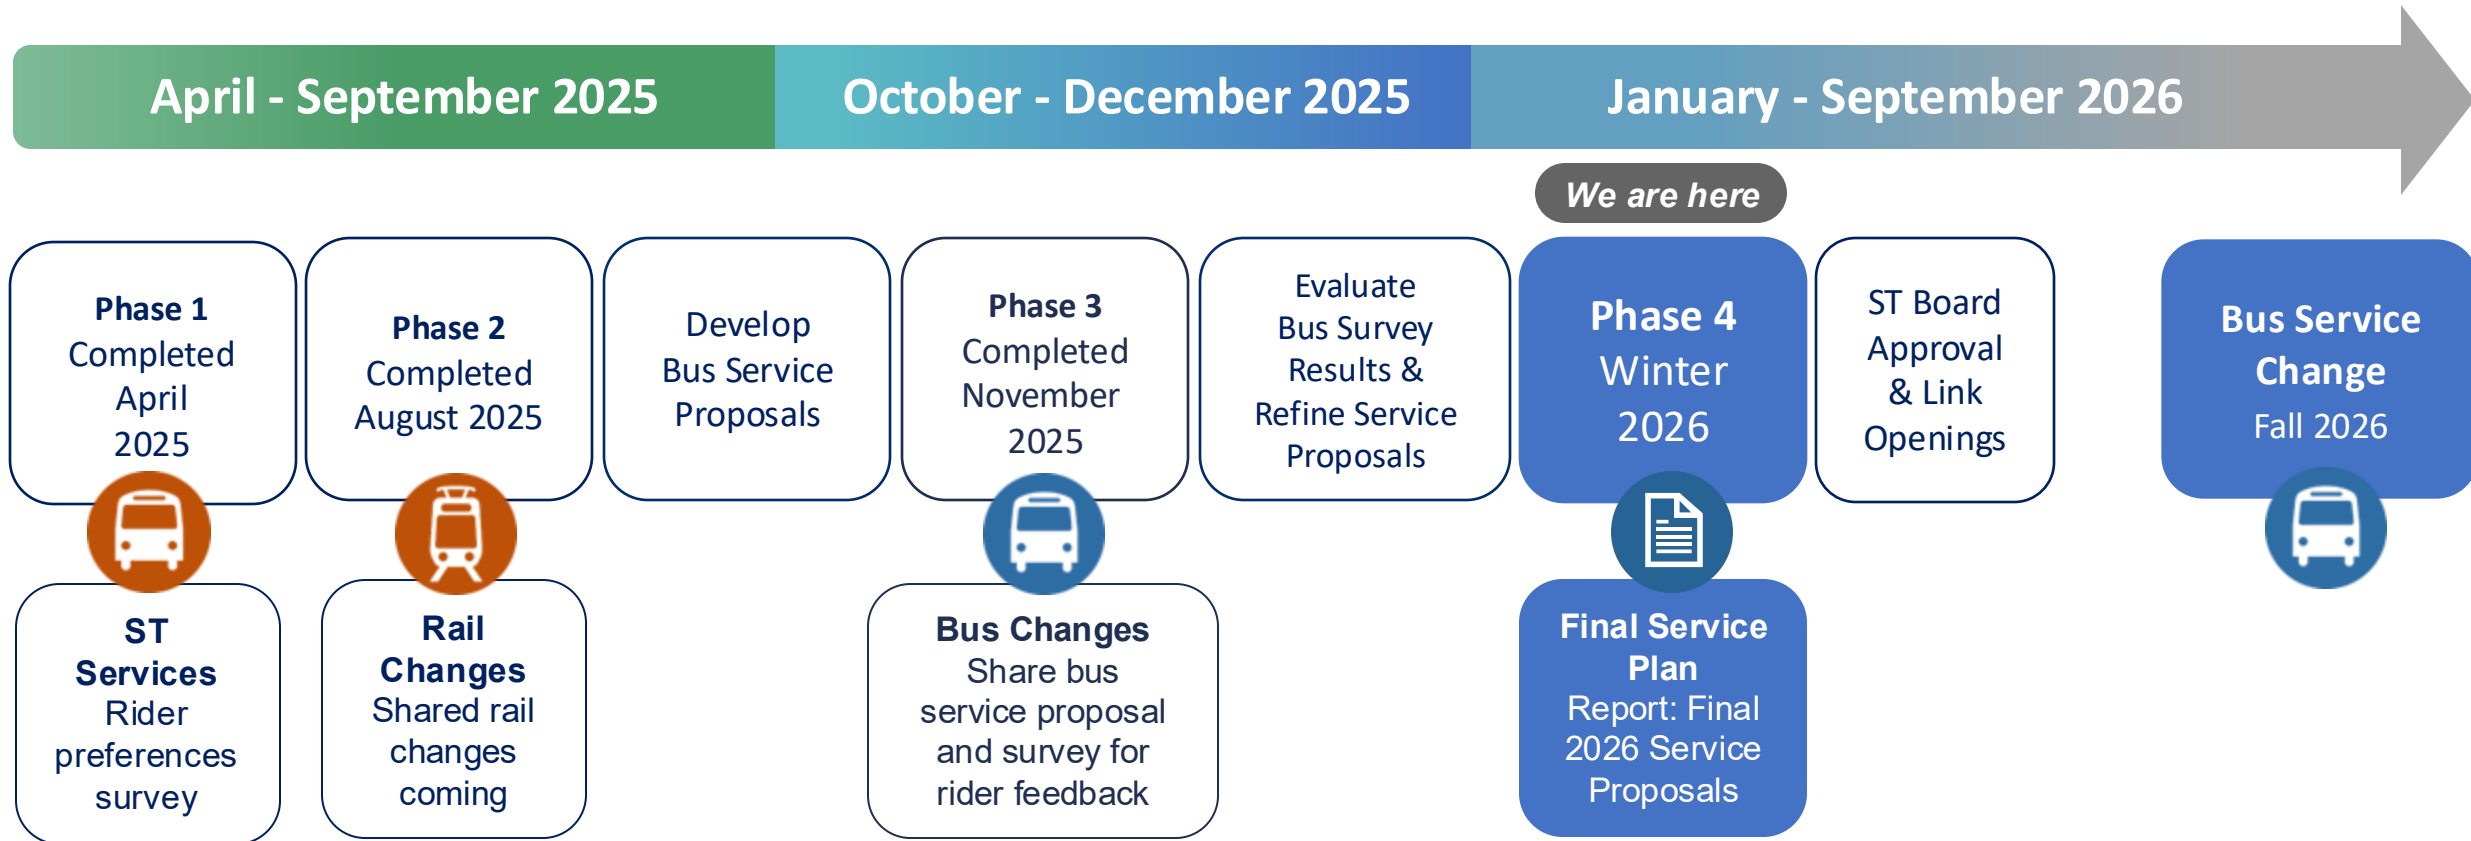 April - September 2025
October - December 2025
January - September 2026
We are here
Phase 1
Completed
April
2025
Phase 2
Completed
August 2025
Develop
Bus Service
Proposals
Phase 3
Completed
November
2025
Evaluate
Bus Survey
Results &
Refine Service
Proposals
Phase 4
Winter
2026
ST Board
Approval
& Link
Openings
Bus Service
Change
Fall 2026
ST
Services
Rider
preferences
survey
Rail
Changes
Shared rail
changes
coming
Bus Changes
Share bus
service proposal
and survey for
rider feedback
Final Service
Plan
Report: Final
2026 Service
Proposals